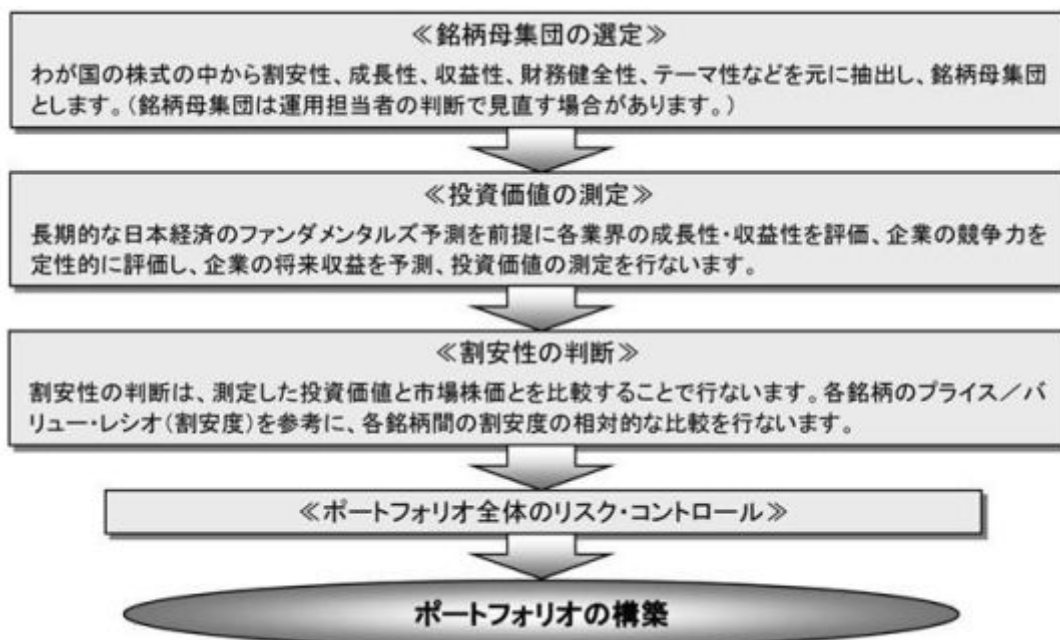 ≪銘柄母集団の選定≫
わが国の株式の中から割安性、成長性、収益性、財務健全性、テーマ性などを元に抽出し、銘柄母集団
とします。(銘柄母集団は運用担当者の判断で見直す場合があります。)
≪投資価値の測定≫
長期的な日本経済のファンダメンタルズ予測を前提に各業界の成長性・収益性を評価、企業の競争力を
定性的に評価し、企業の将来収益を予測、投資価値の測定を行ないます。
≪割安性の判断≫
割安性の判断は、測定した投資価値と市場株価とを比較することで行ないます。各銘柄のプライス／バ
リュー・レシオ(割安度)を参考に、各銘柄間の割安度の相対的な比較を行ないます。
≪ポートフォリオ全体のリスク・コントロール≫
ポートフォリオの構築